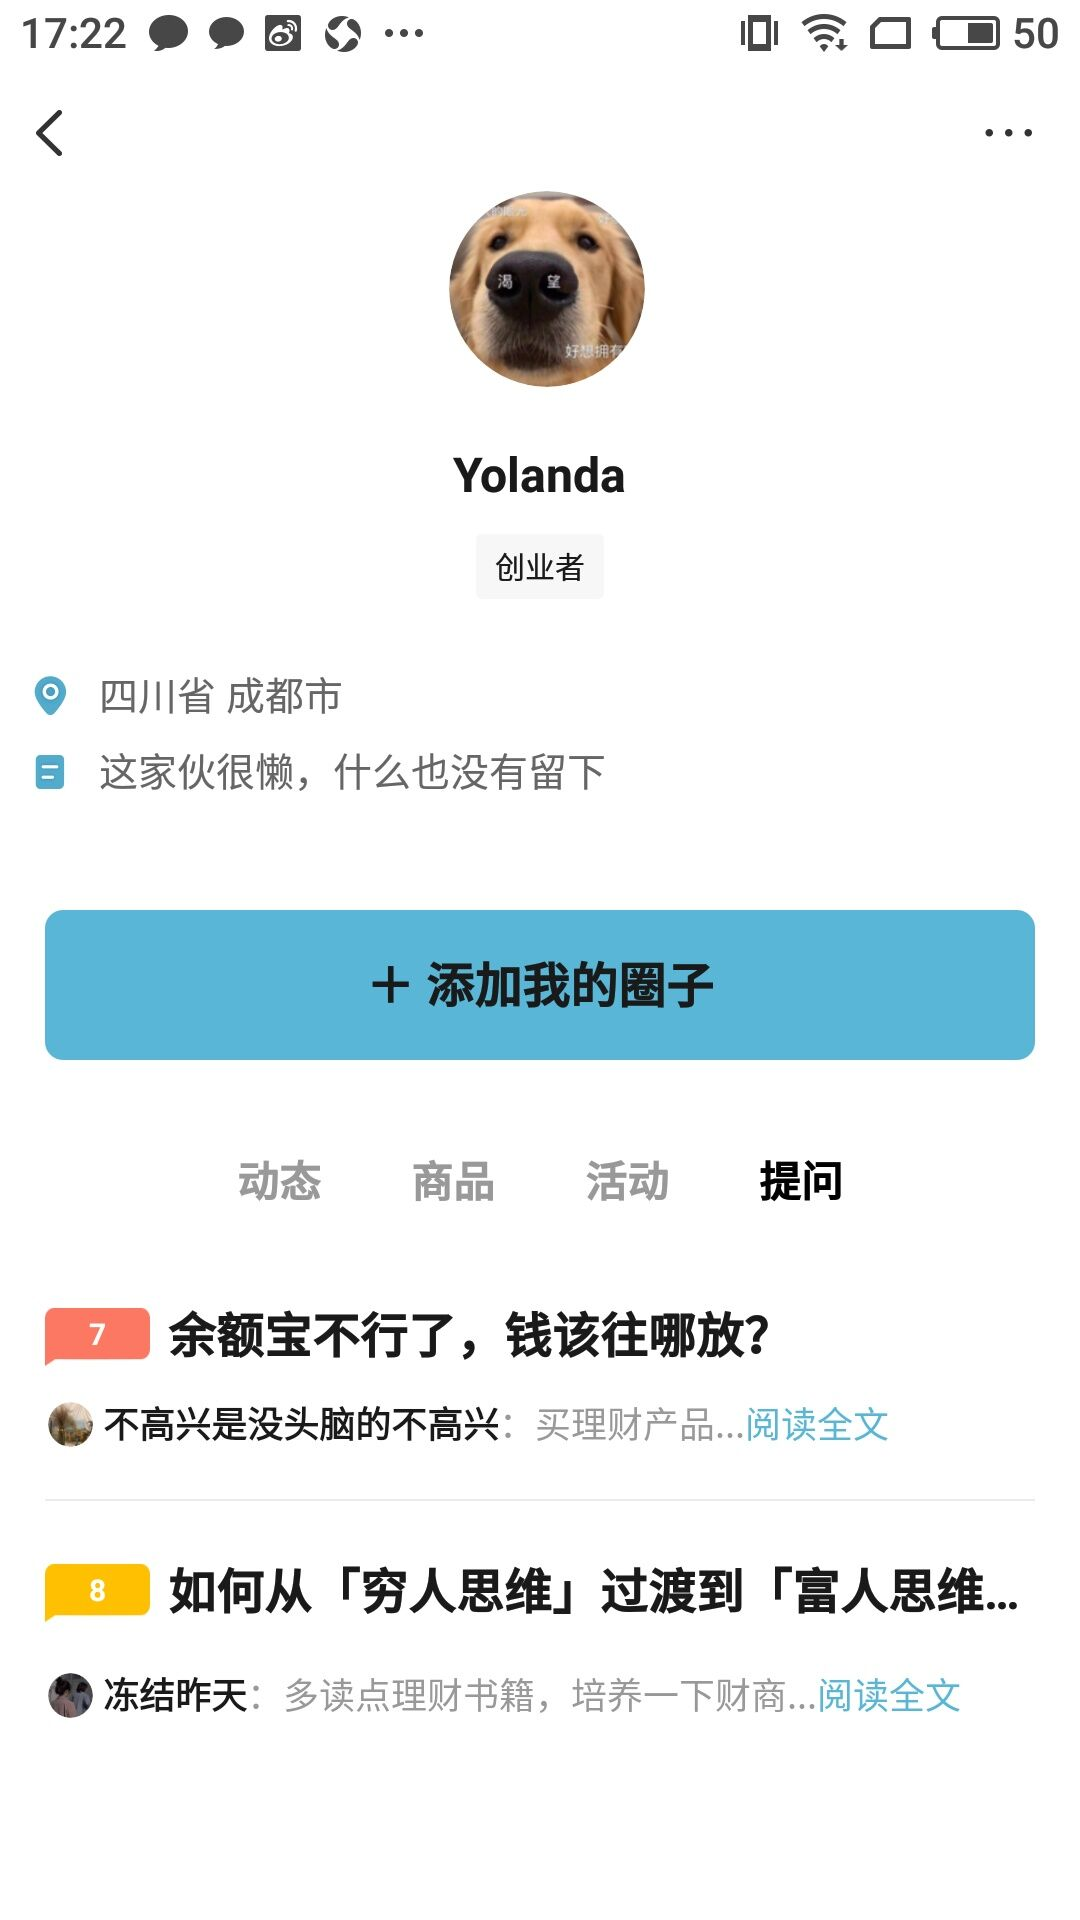 17:22
50
渴 望
好想拥有
Yolanda
创业者
四川省 成都市
这家伙很懒，什么也没有留下
＋ 添加我的圈子
动态 商品 活动 提问
7 余额宝不行了，钱该往哪放？
不高兴是没头脑的不高兴：买理财产品...阅读全文
8 如何从「穷人思维」过渡到「富人思维...
冻结昨天：多读点理财书籍，培养一下财商...阅读全文